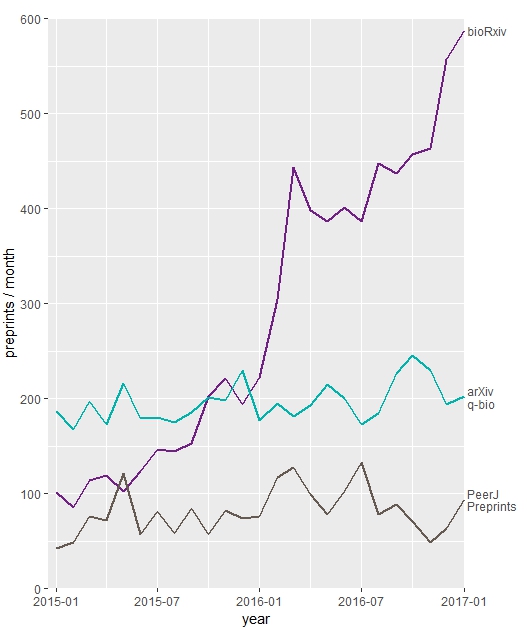 600
bioRxiv
500
preprints / month
400
300
200
arXiv
q-bio
100
PeerJ
Preprints
0
2015-01 2015-07 2016-01 2016-07 2017-01
year